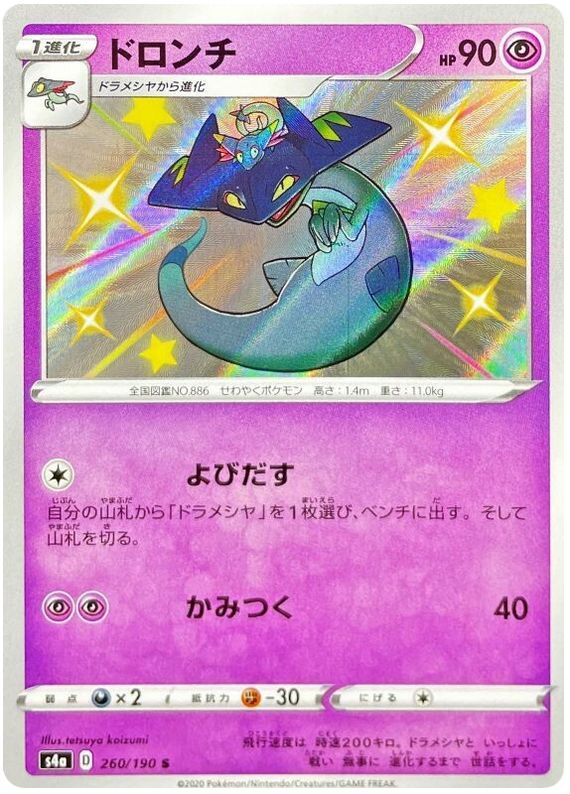 1進化
ドロンチ
HP 90
ドラメシヤから進化
全国図鑑NO.886 せわやくポケモン 高さ：1.4m 重さ：11.0kg
よびだす
自分の山札から「ドラメシヤ」を1枚選び、ベンチに出す。そして
山札を切る。
かみつく 40
弱点 ×2 抵抗力 -30 にげる
Illus.tetsuya koizumi
飛行速度は 時速200キロ。ドラメシヤと いっしょに
戦い 無事に 進化するまで 世話をする。
s4a D 260/190 S
©2020 Pokémon/Nintendo/Creatures/GAME FREAK.